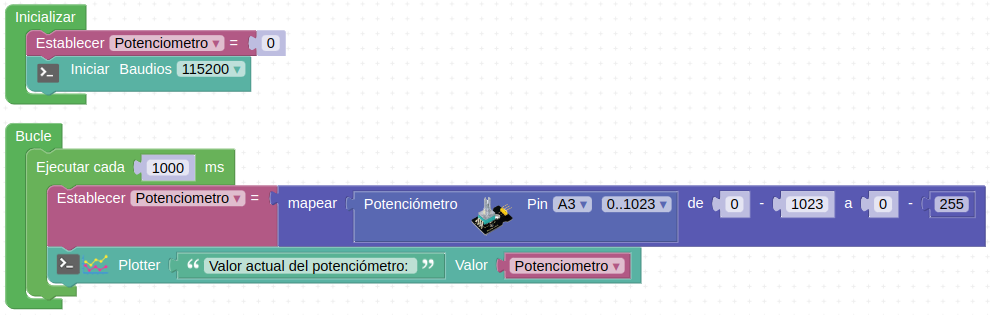 Inicializar
Establecer Potenciometro = 0
Iniciar Baudios 115200
Bucle
Ejecutar cada 1000 ms
Establecer Potenciometro = mapear Potenciómetro Pin A3 0..1023 de 0 - 1023 a 0 - 255
Plotter “ Valor actual del potenciómetro: ” Valor Potenciometro